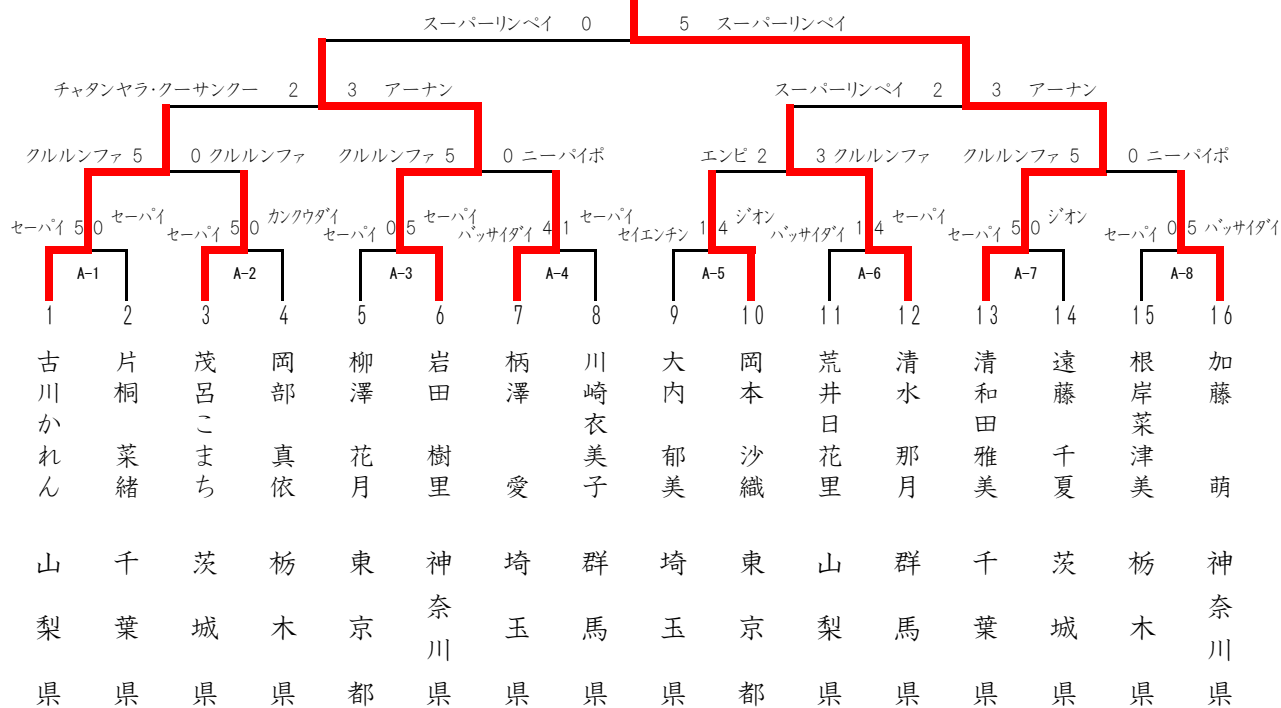 スーパーリンペイ 0 5 スーパーリンペイ
チャタンヤラ・クーサンクー 2 3 アーナン スーパーリンペイ 2 3 アーナン
クルルンファ 5 0 クルルンファ クルルンファ 5 0 ニーパイポ エンピ 2 3 クルルンファ クルルンファ 5 0 ニーパイポ
セーパイ 5 0 セーパイ セーパイ 5 0 カンクウダイ セーパイ 0 5 セーパイ バッサイダイ 4 1 セーパイ セイエンチン 1 4 ジオン バッサイダイ 1 4 セーパイ セーパイ 5 0 ジオン セーパイ 0 5 バッサイダイ
A-1 A-2 A-3 A-4 A-5 A-6 A-7 A-8
1 2 3 4 5 6 7 8 9 10 11 12 13 14 15 16
古川かれん
片桐 菜緒
茂呂こまち
岡部 真依
柳澤 花月
岩田 樹里
柄澤 愛
川崎衣美子
大内 郁美
岡本 沙織
荒井日花里
清水 那月
清和田雅美
遠藤 千夏
根岸菜津美
加藤 萌
山梨県
千葉県
茨城県
栃木県
東京都
神奈川県
埼玉県
群馬県
埼玉県
東京都
山梨県
群馬県
千葉県
茨城県
栃木県
神奈川県